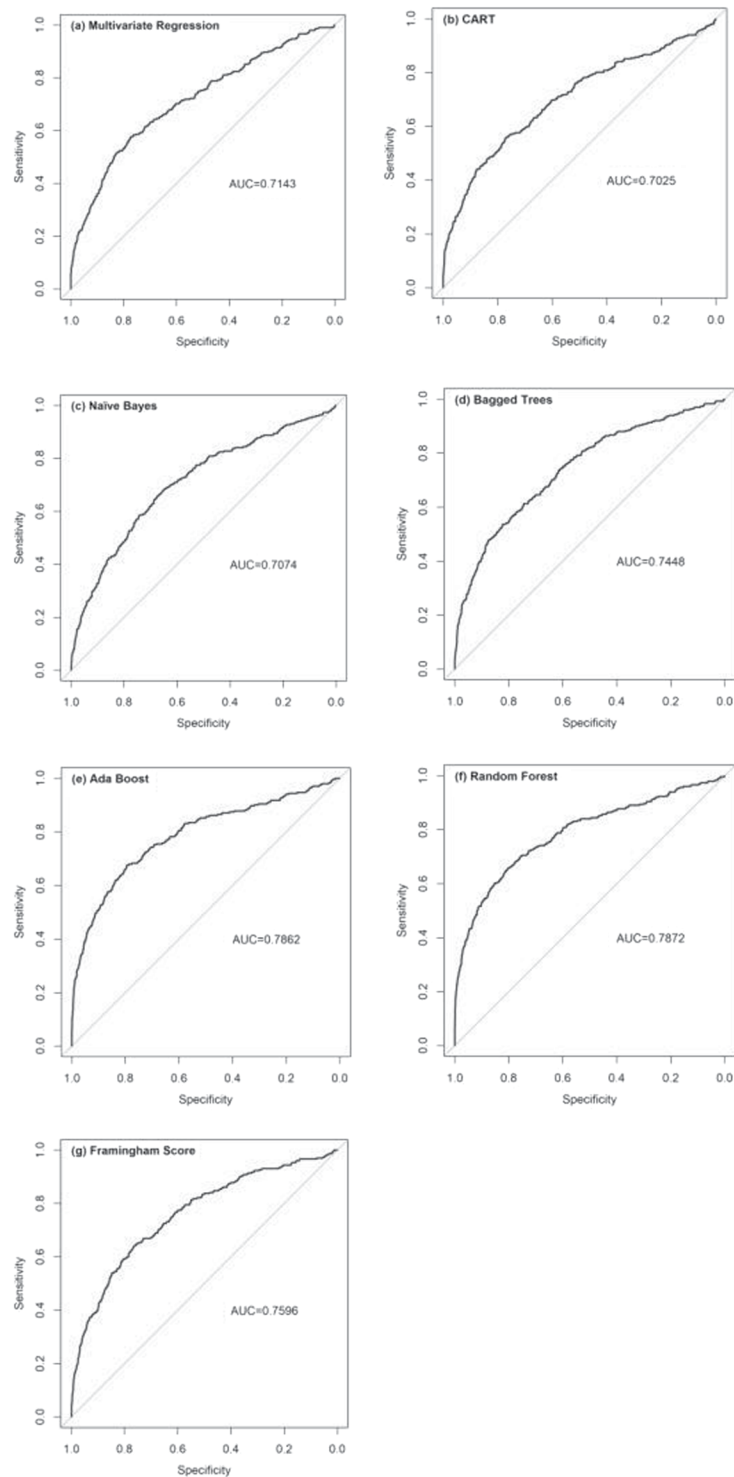 (a) Multivariate Regression
Sensitivity
1.0
0.8
0.6
0.4
0.2
0.0
AUC=0.7143
1.0 0.8 0.6 0.4 0.2 0.0
Specificity
(b) CART
Sensitivity
1.0
0.8
0.6
0.4
0.2
0.0
AUC=0.7025
1.0 0.8 0.6 0.4 0.2 0.0
Specificity
(c) Naïve Bayes
Sensitivity
1.0
0.8
0.6
0.4
0.2
0.0
AUC=0.7074
1.0 0.8 0.6 0.4 0.2 0.0
Specificity
(d) Bagged Trees
Sensitivity
1.0
0.8
0.6
0.4
0.2
0.0
AUC=0.7448
1.0 0.8 0.6 0.4 0.2 0.0
Specificity
(e) Ada Boost
Sensitivity
1.0
0.8
0.6
0.4
0.2
0.0
AUC=0.7862
1.0 0.8 0.6 0.4 0.2 0.0
Specificity
(f) Random Forest
Sensitivity
1.0
0.8
0.6
0.4
0.2
0.0
AUC=0.7872
1.0 0.8 0.6 0.4 0.2 0.0
Specificity
(g) Framingham Score
Sensitivity
1.0
0.8
0.6
0.4
0.2
0.0
AUC=0.7596
1.0 0.8 0.6 0.4 0.2 0.0
Specificity